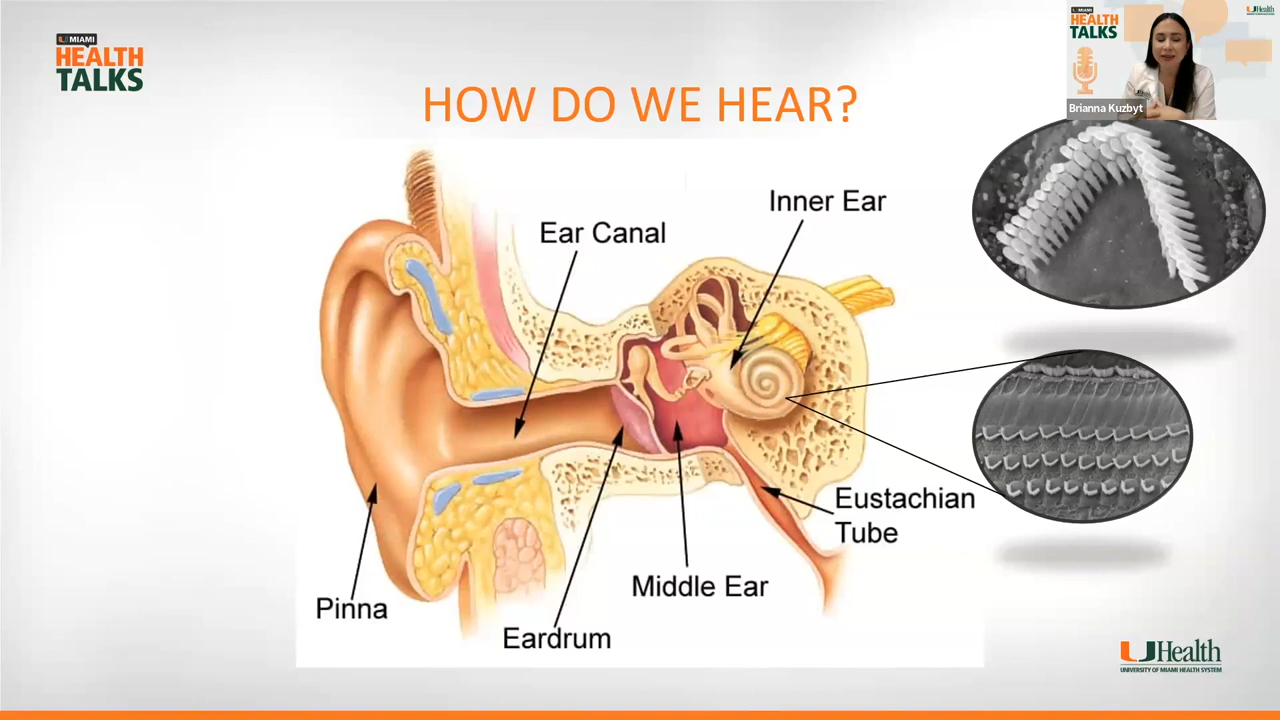 U MIAMI
HEALTH
TALKS
HOW DO WE HEAR?
HEALTH
TALKS
UHealth
Brianna Kuzbyt
Inner Ear
Ear Canal
Eustachian
Tube
Middle Ear
Pinna
Eardrum
UHealth
UNIVERSITY OF MIAMI HEALTH SYSTEM